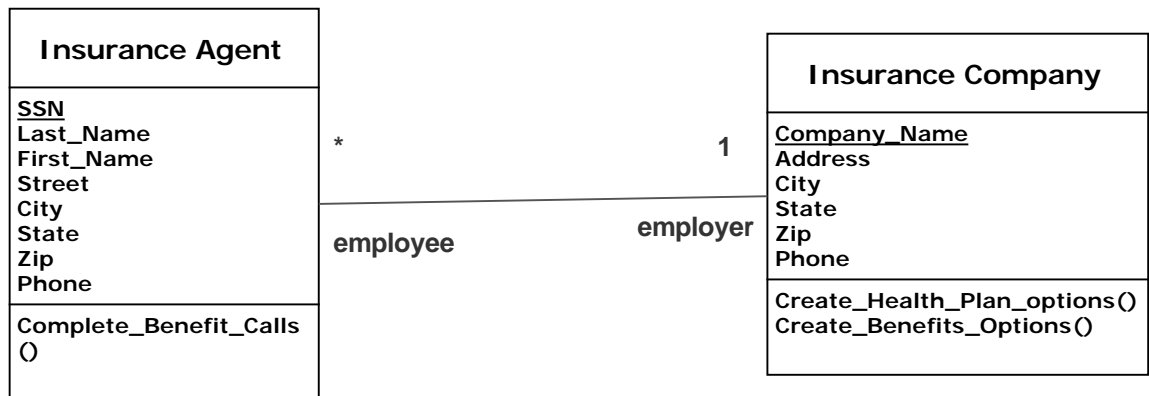 Insurance Agent
SSN
Last_Name
First_Name
Street
City
State
Zip
Phone
Complete_Benefit_Calls
()
*
employee
1
employer
Insurance Company
Company_Name
Address
City
State
Zip
Phone
Create_Health_Plan_options()
Create_Benefits_Options()